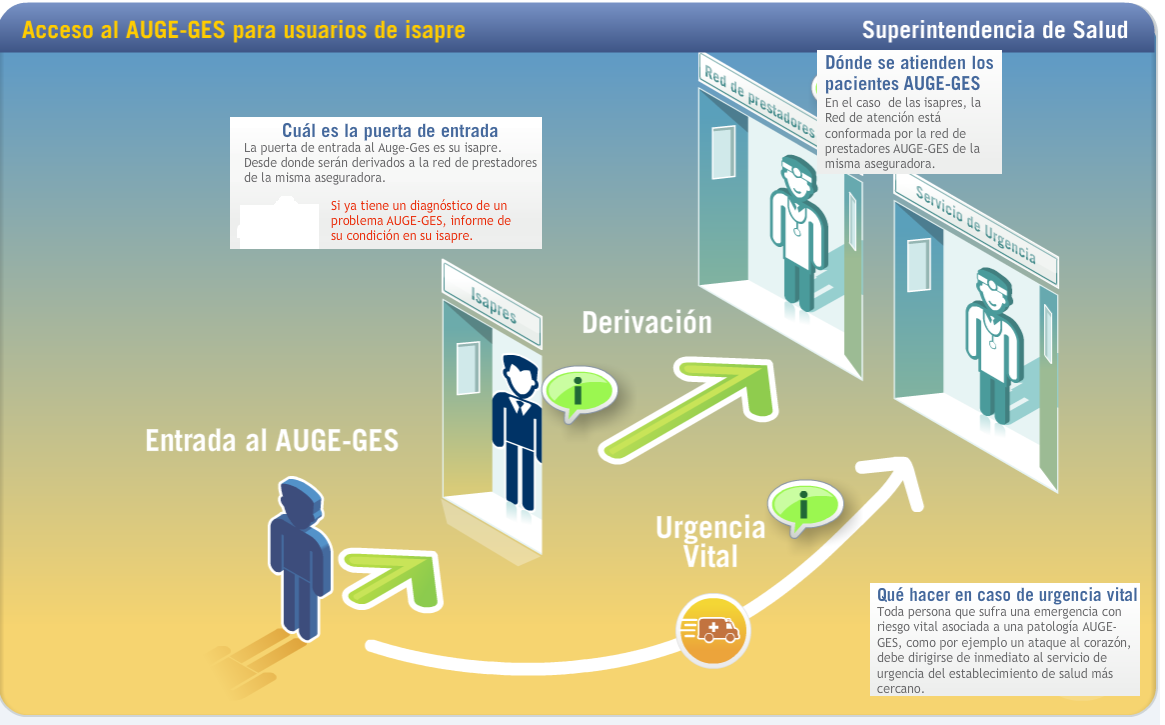 Acceso al AUGE-GES para usuarios de isapre
Superintendencia de Salud
Cuál es la puerta de entrada
La puerta de entrada al Auge-Ges es su isapre.
Desde donde serán derivados a la red de prestadores
de la misma aseguradora.
Si ya tiene un diagnóstico de un
problema AUGE-GES, informe de
su condición en su isapre.
Red de prestadores
Dónde se atienden los
pacientes AUGE-GES
En el caso  de las isapres, la
Red de atención está
conformada por la red de
prestadores AUGE-GES de la
misma aseguradora.
Servicio de Urgencia
Isapres
Derivación
Entrada al AUGE-GES
Urgencia
Vital
Qué hacer en caso de urgencia vital
Toda persona que sufra una emergencia con
riesgo vital asociada a una patología AUGE-
GES, como por ejemplo un ataque al corazón,
debe dirigirse de inmediato al servicio de
urgencia del establecimiento de salud más
cercano.